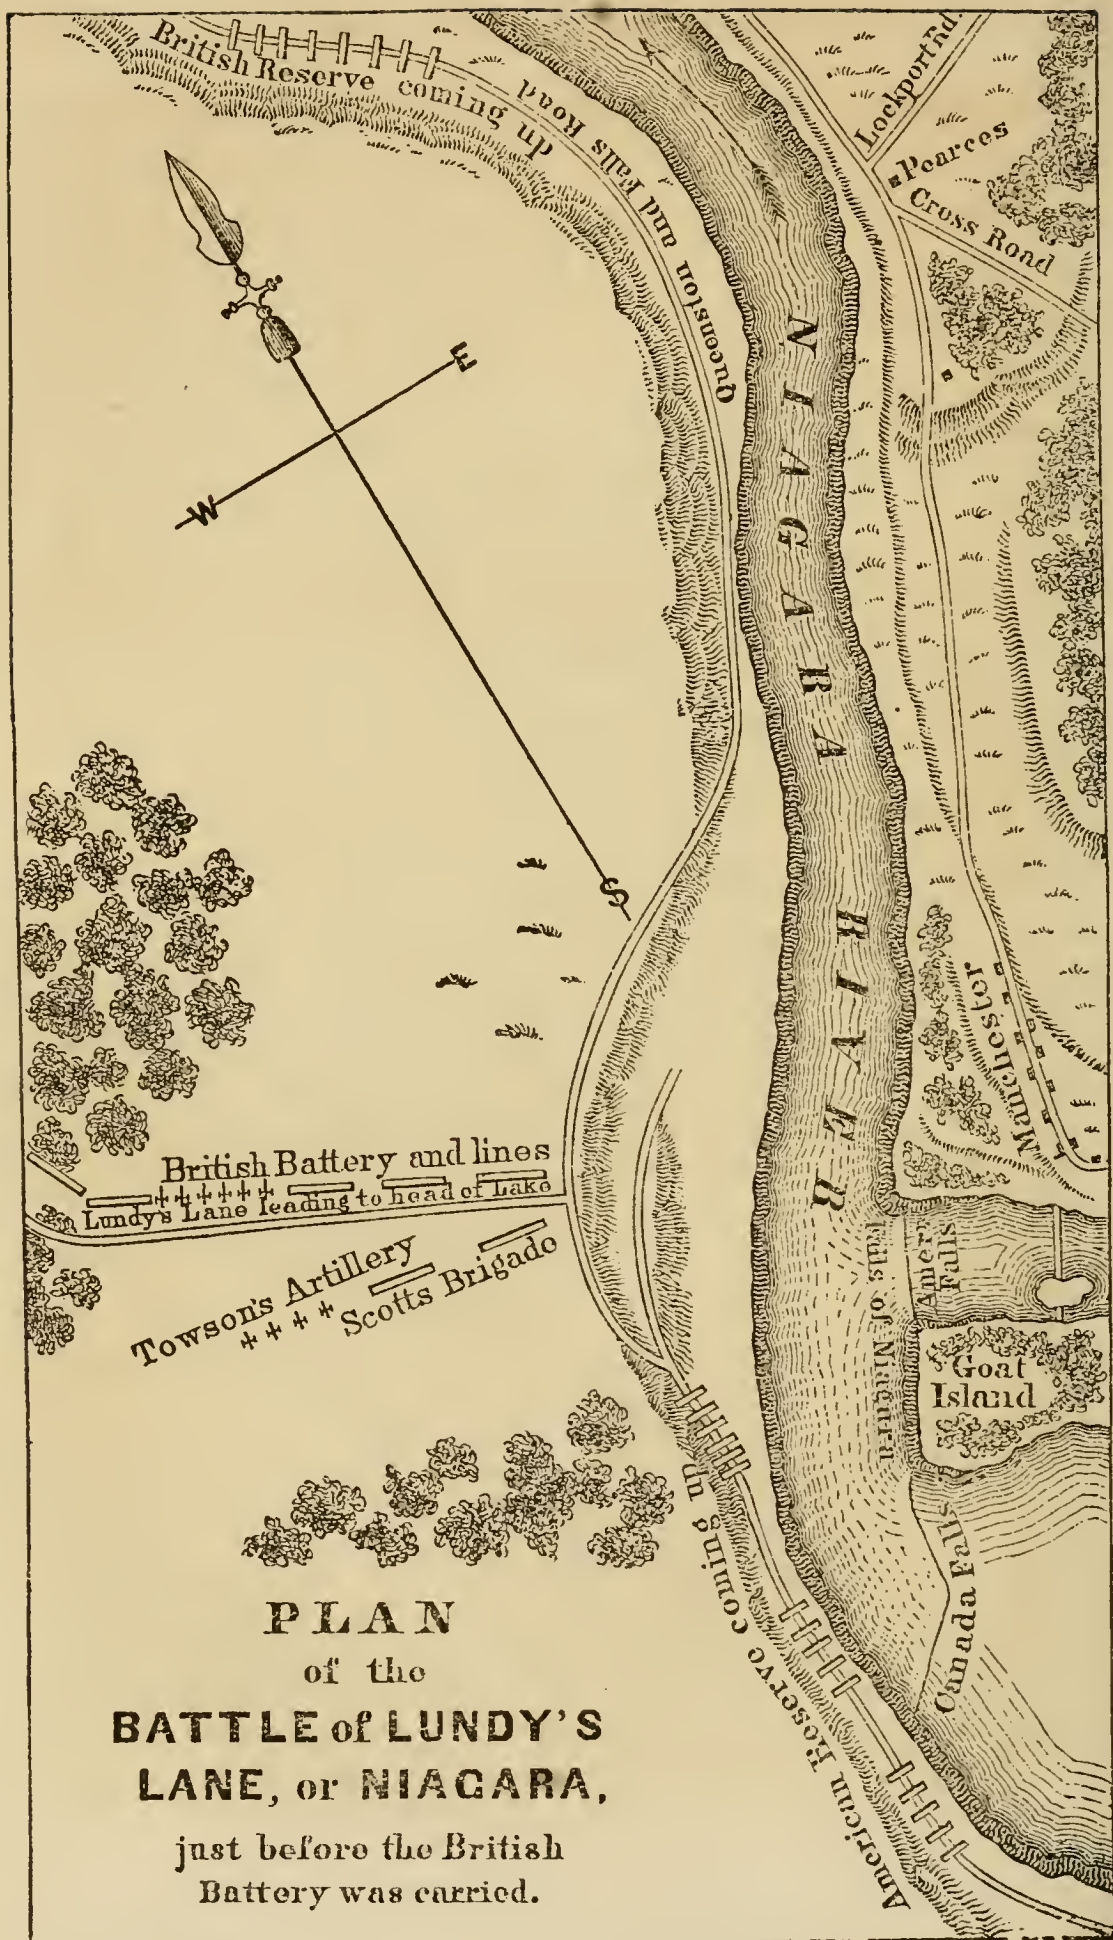 British Reserve coming up
Queenston and Falls Road
Lockport Rd.
Pearces
Cross Road
E
W
S
NIAGARA RIVER
Manchester
British Battery and lines
Lundy's Lane leading to head of Lake
Towson's Artillery
Scotts Brigade
Falls of Niagara
Amern
Falls
Goat
Island
Canada Falls
American Reserve coming up
PLAN
of the
BATTLE of LUNDY'S
LANE, or NIAGARA,
just before the British
Battery was carried.